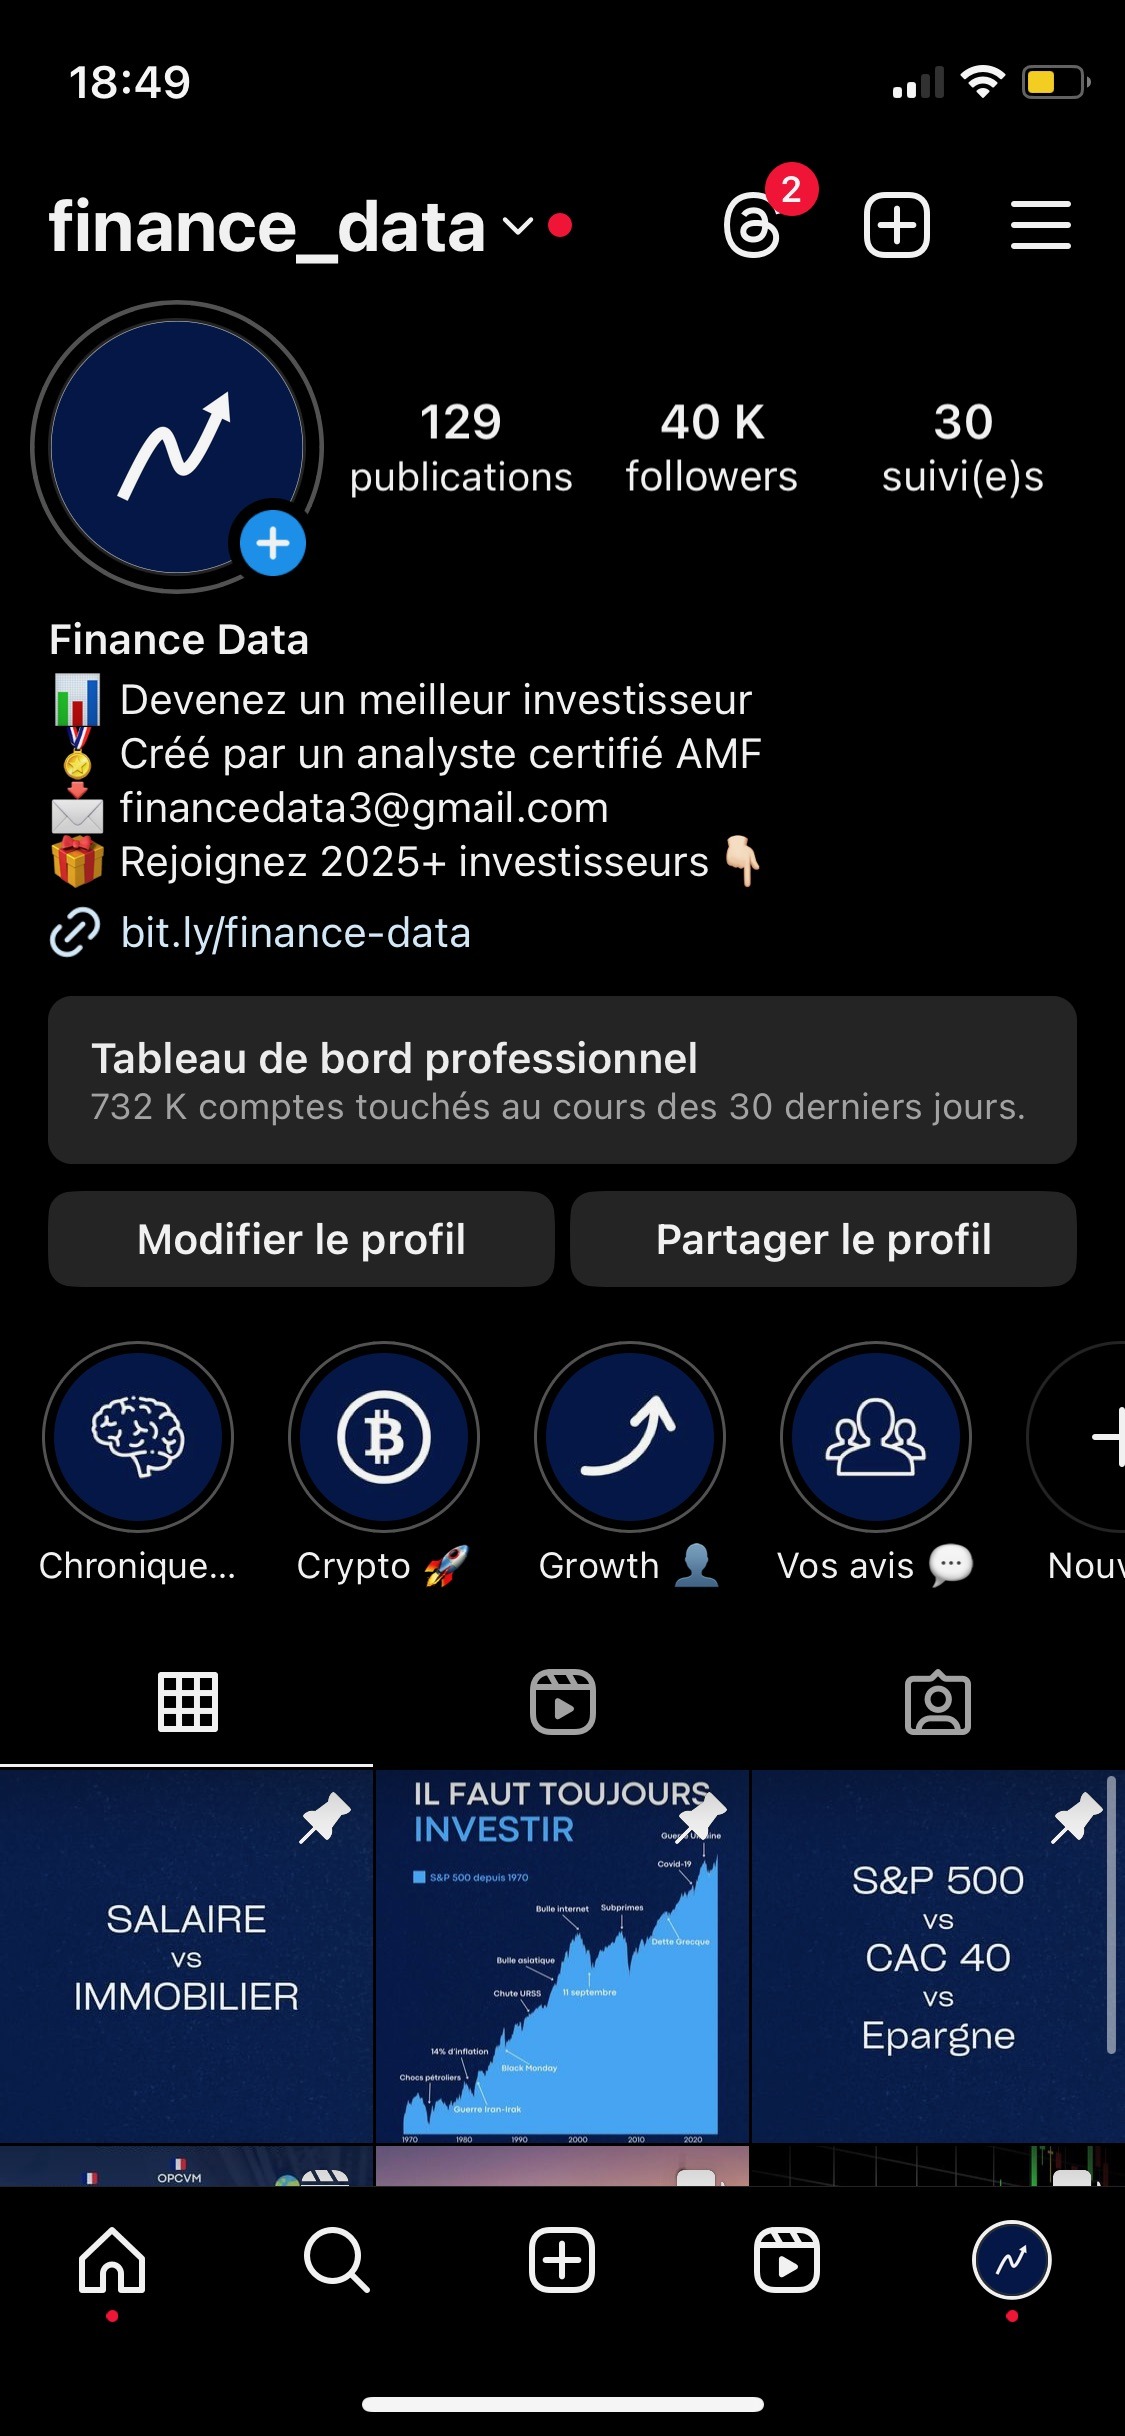 18:49
finance_data
2
129
publications
40 K
followers
30
suivi(e)s
Finance Data
Devenez un meilleur investisseur
Créé par un analyste certifié AMF
financedata3@gmail.com
Rejoignez 2025+ investisseurs
bit.ly/finance-data
Tableau de bord professionnel
732 K comptes touchés au cours des 30 derniers jours.
Modifier le profil
Partager le profil
Chronique...
Crypto
Growth
Vos avis
SALAIRE
vs
IMMOBILIER
IL FAUT TOUJOURS
INVESTIR
S&P 500 depuis 1970
Covid-19
Bulle internet
Subprimes
Dette Grecque
Bulle asiatique
11 septembre
Chute URSS
14% d'inflation
Black Monday
Chocs pétroliers
Guerre Iran-Irak
1970
1980
1990
2000
2010
2020
S&P 500
vs
CAC 40
vs
Epargne
OPCVM